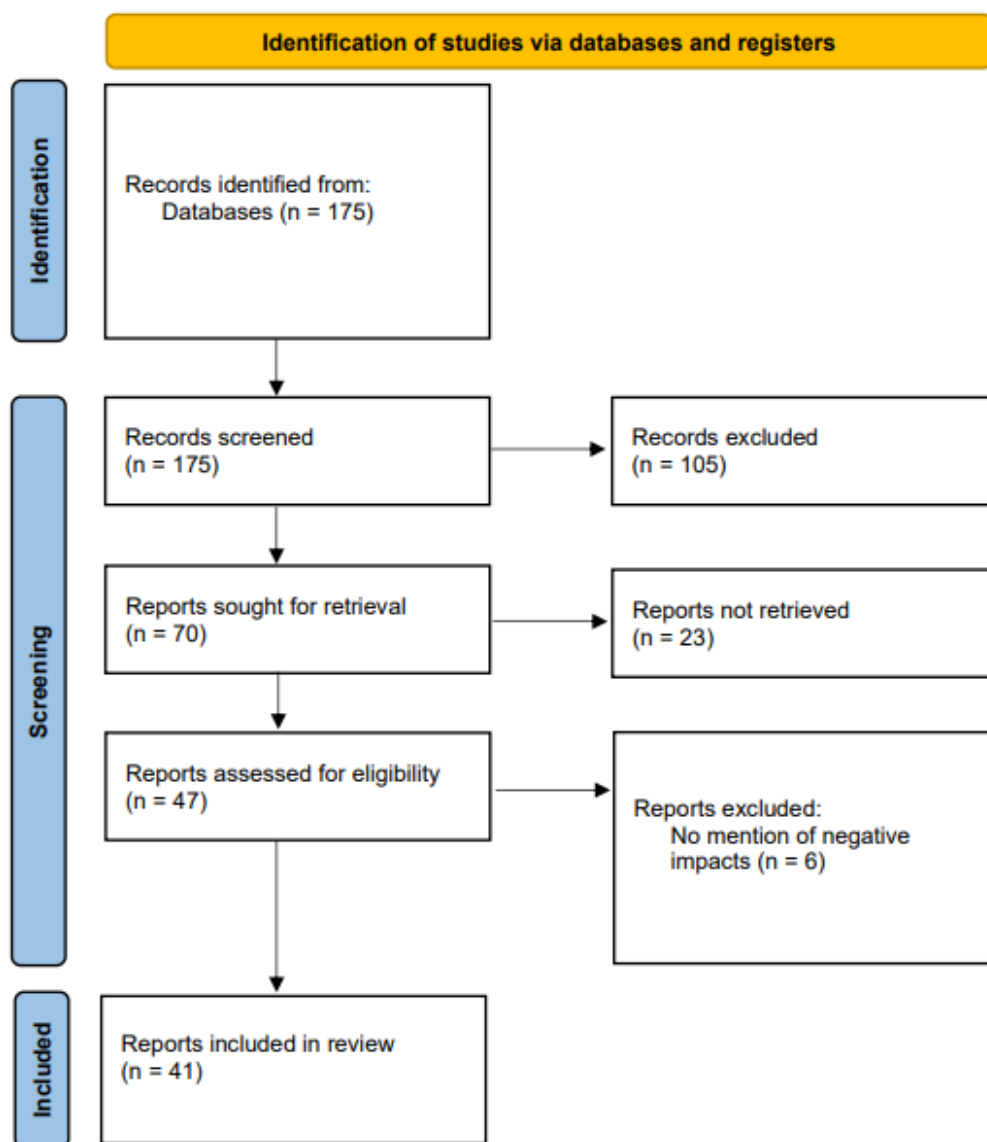 Identification of studies via databases and registers
Identification
Records identified from:
Databases (n = 175)
Screening
Records screened
(n = 175)
Records excluded
(n = 105)
Reports sought for retrieval
(n = 70)
Reports not retrieved
(n = 23)
Reports assessed for eligibility
(n = 47)
Reports excluded:
No mention of negative
impacts (n = 6)
Included
Reports included in review
(n = 41)